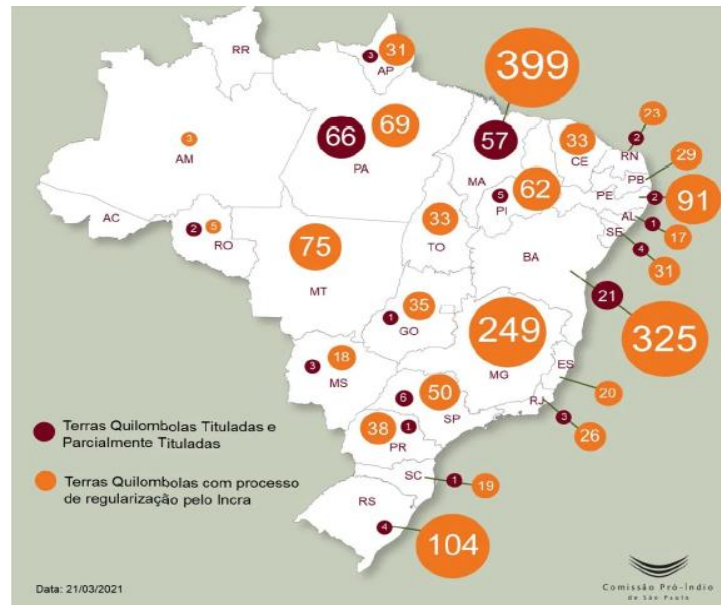 RR
3
31
AP
399
66
69
PA
57
MA
33
CE
23
2
RN
3
AM
5
62
PI
29
PB
PE
2
91
AC
2
5
RO
33
TO
AL
1
17
SE
4
31
75
MT
BA
21
325
1
35
GO
249
MG
3
18
MS
ES
20
6
50
SP
RJ
3
26
38
1
PR
SC
1
19
RS
4
104
Terras Quilombolas Tituladas e
Parcialmente Tituladas
Terras Quilombolas com processo
de regularização pelo Incra
Data: 21/03/2021
Comissão Pró-Índio
de São Paulo